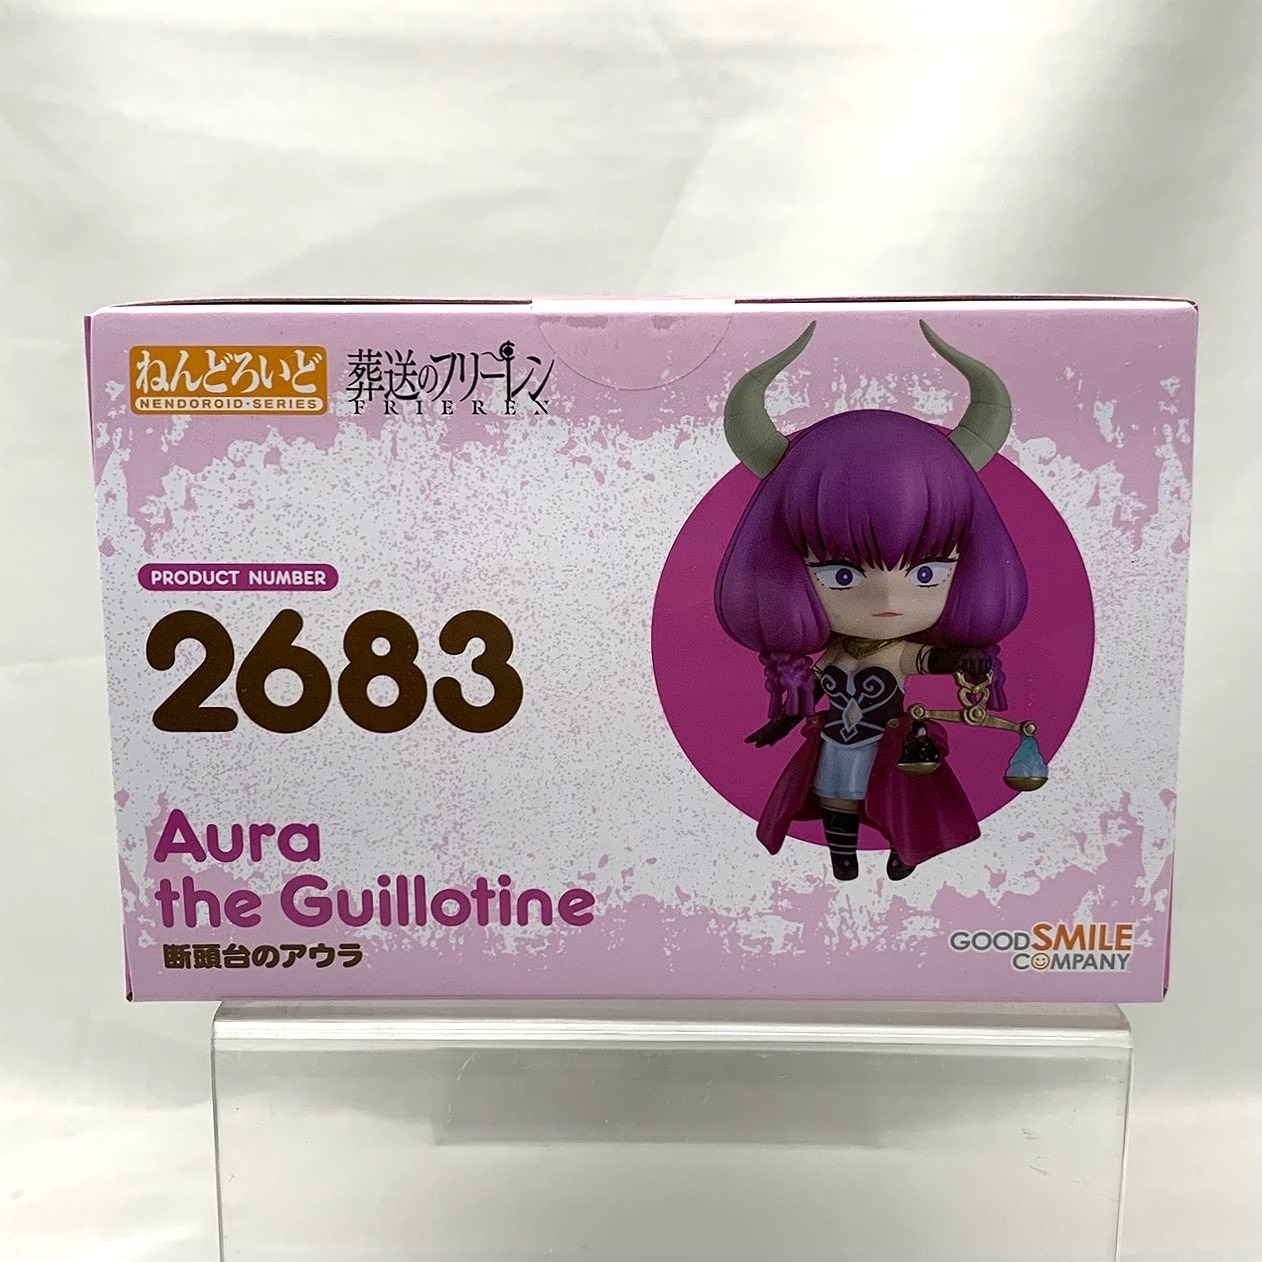 ねんどろいど
NENDOROID·SERIES
葬送のフリーレン
FRIEREN
PRODUCT NUMBER
2683
Aura
the Guillotine
断頭台のアウラ
GOOD SMILE
COMPANY